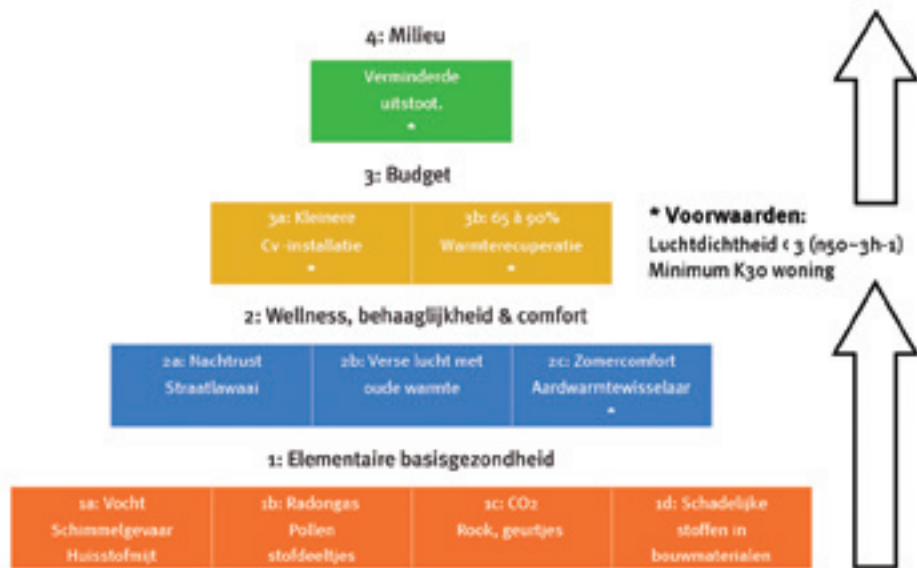 4: Milieu
Verminderde
uitstoot.
*
3: Budget
3a: Kleinere
Cv-installatie
*
3b: 65 à 90%
Warmterecuperatie
*
* Voorwaarden:
Luchtdichtheid < 3 (n50~3h-1)
Minimum K30 woning
2: Wellness, behaaglijkheid & comfort
2a: Nachtrust
Straatlawaai
2b: Verse lucht met
oude warmte
2c: Zomercomfort
Aardwarmtewisselaar
*
1: Elementaire basisgezondheid
1a: Vocht
Schimmelgevaar
Huisstofmijt
1b: Radongas
Pollen
stofdeeltjes
1c: CO2
Rook, geurtjes
1d: Schadelijke
stoffen in
bouwmaterialen